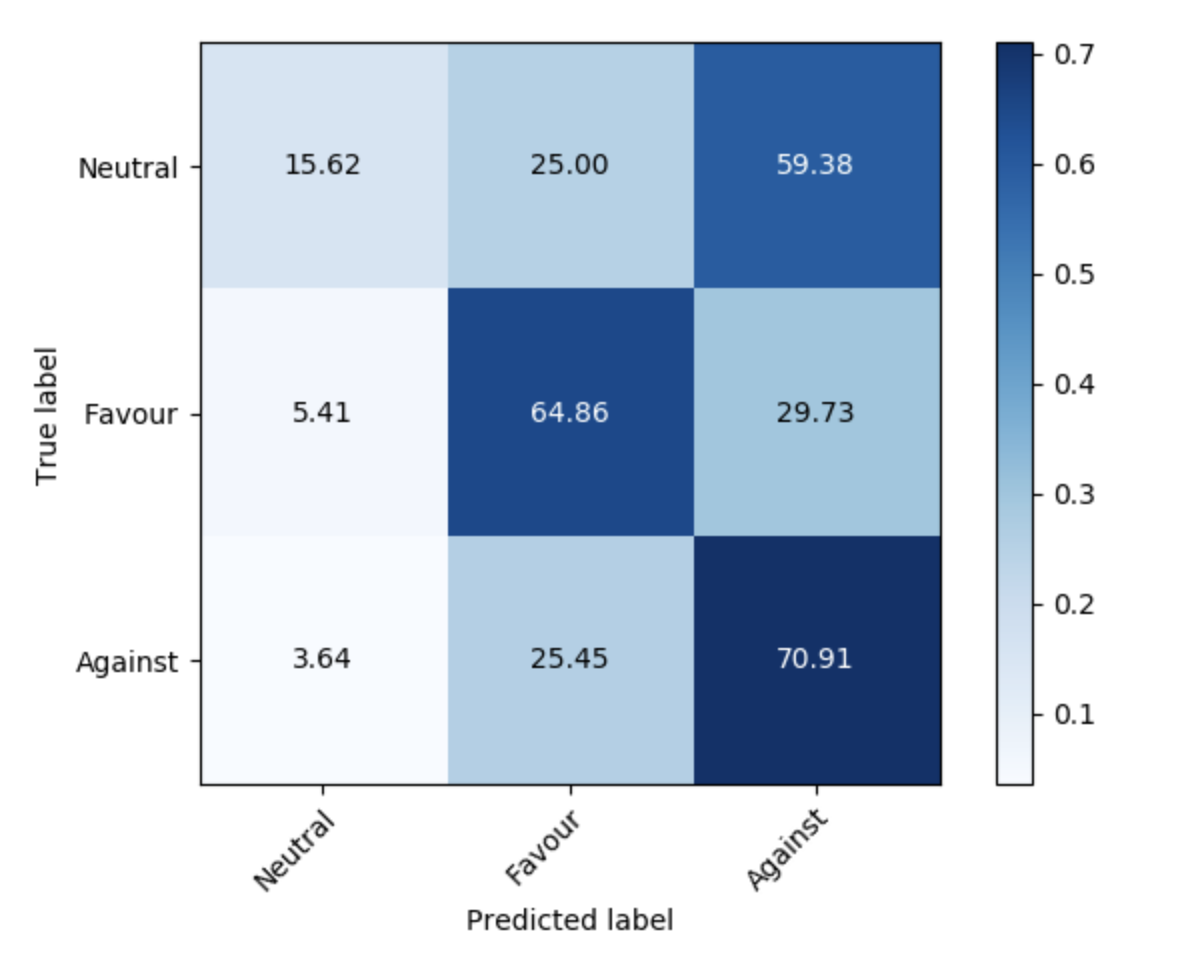 Neutral 15.62 25.00 59.38
Favour 5.41 64.86 29.73
Against 3.64 25.45 70.91
True label
Neutral Favour Against
Predicted label
0.7
0.6
0.5
0.4
0.3
0.2
0.1